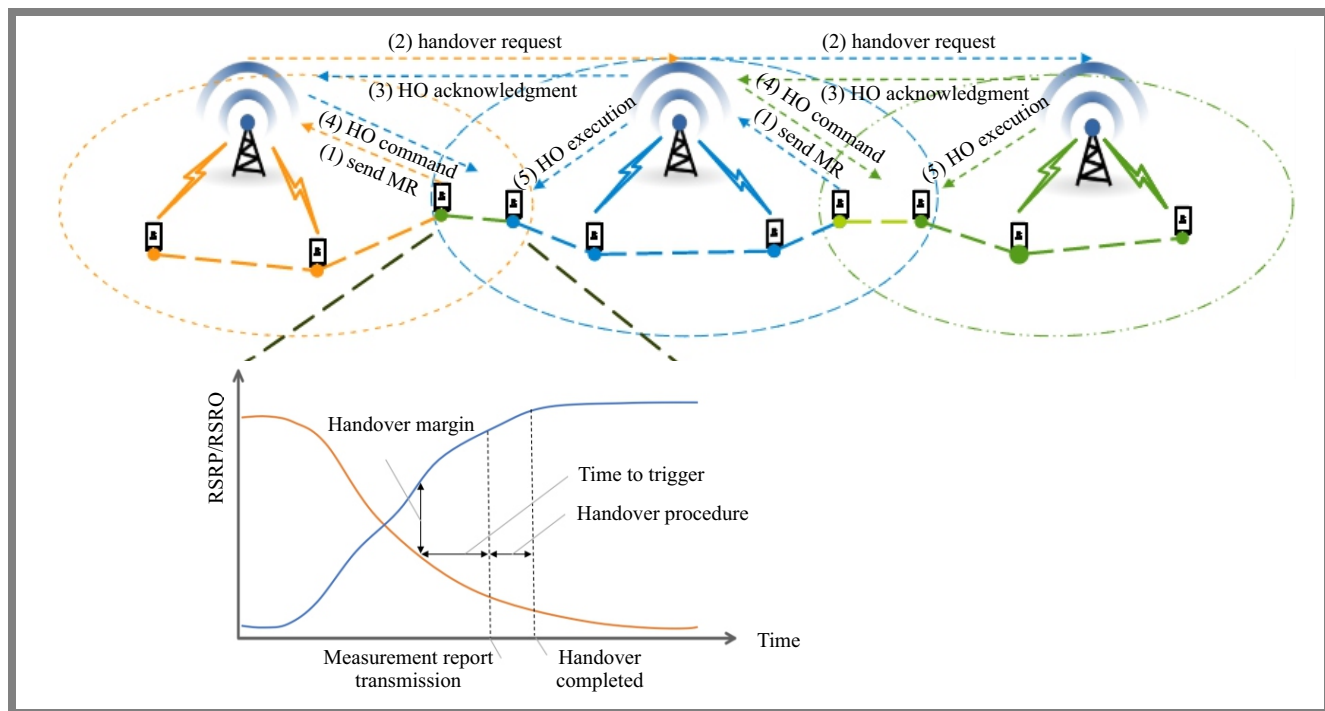 (2) handover request
(2) handover request
(3) HO acknowledgment
(3) HO acknowledgment
(4) HO command
(1) send MR
(5) HO execution
(4) HO command
(1) send MR
(5) HO execution
RSRP/RSRQ
Handover margin
Time to trigger
Handover procedure
Time
Measurement report
transmission
Handover
completed